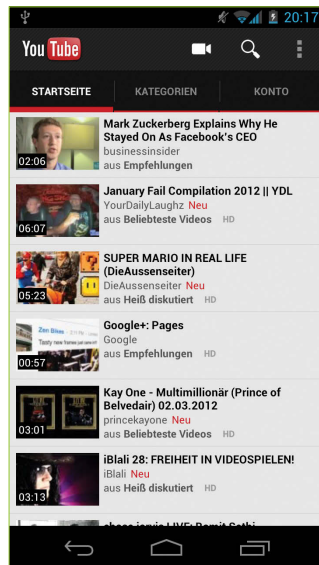 20:17
You Tube
STARTSEITE KATEGORIEN KONTO
Mark Zuckerberg Explains Why He
Stayed On As Facebook's CEO
businessinsider
aus Empfehlungen
02:06
January Fail Compilation 2012 || YDL
YourDailyLaughz Neu
aus Beliebteste Videos HD
06:07
SUPER MARIO IN REAL LIFE
(DieAussenseiter)
DieAussenseiter Neu
aus Heiß diskutiert HD
05:23
Zen Bikes
Google+: Pages
Google
aus Empfehlungen HD
00:57
Kay One - Multimillionär (Prince of
Belvedair) 02.03.2012
princekayone Neu
aus Beliebteste Videos HD
03:01
iBlali 28: FREIHEIT IN VIDEOSPIELEN!
iBlali Neu
aus Heiß diskutiert HD
03:13